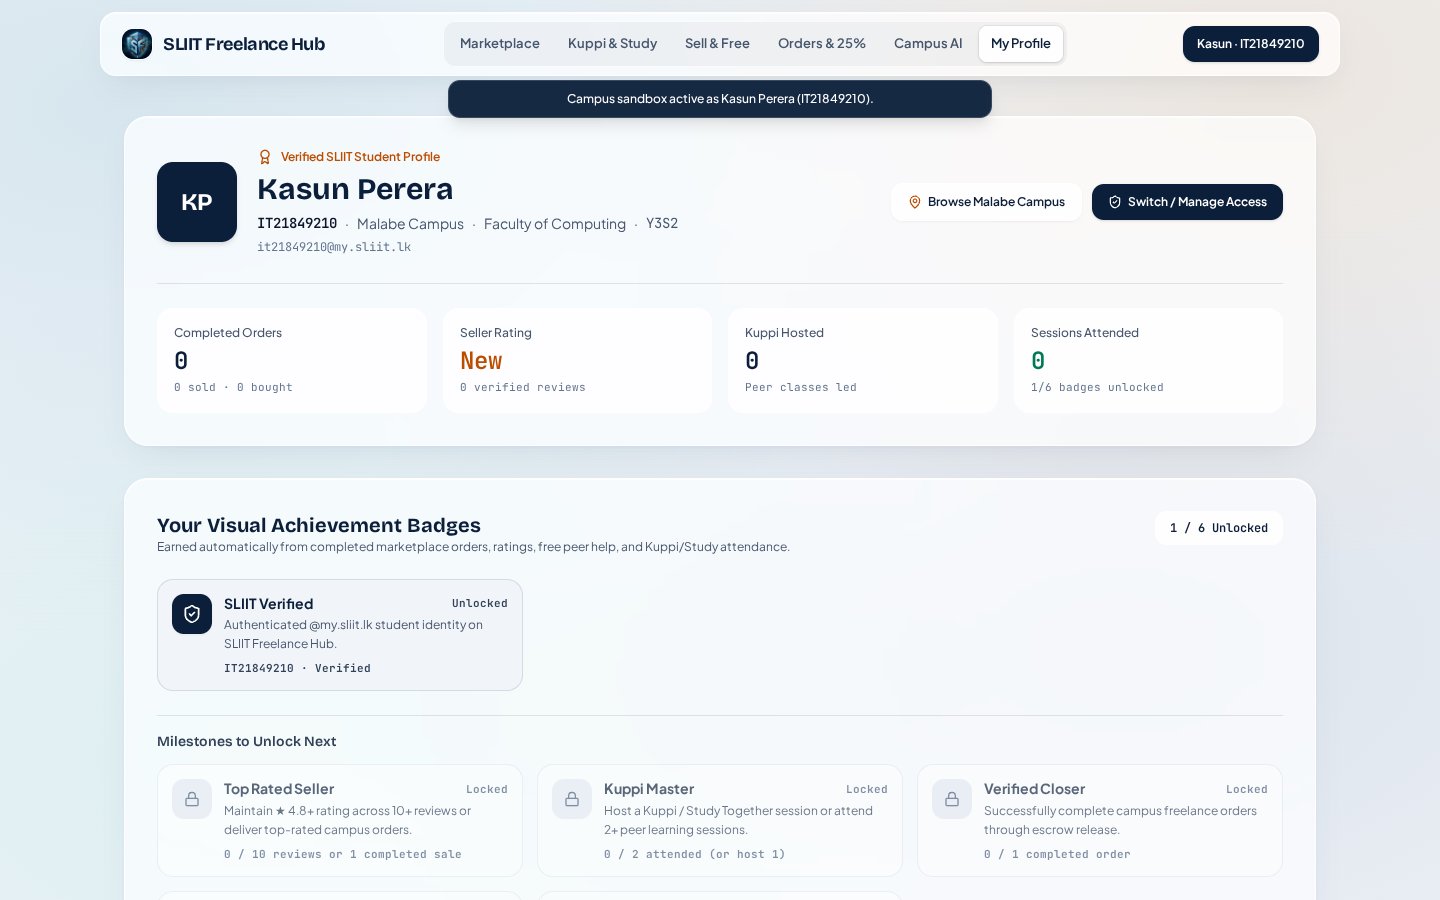 SLIIT Freelance Hub
Marketplace
Kuppi & Study
Sell & Free
Orders & 25%
Campus AI
My Profile
Kasun · IT21849210
Campus sandbox active as Kasun Perera (IT21849210).
KP
Verified SLIIT Student Profile
Kasun Perera
IT21849210 · Malabe Campus · Faculty of Computing · Y3S2
it21849210@my.sliit.lk
Browse Malabe Campus
Switch / Manage Access
Completed Orders
0
0 sold · 0 bought
Seller Rating
New
0 verified reviews
Kuppi Hosted
0
Peer classes led
Sessions Attended
0
1/6 badges unlocked
Your Visual Achievement Badges
Earned automatically from completed marketplace orders, ratings, free peer help, and Kuppi/Study attendance.
1 / 6 Unlocked
SLIIT Verified
Unlocked
Authenticated @my.sliit.lk student identity on
SLIIT Freelance Hub.
IT21849210 · Verified
Milestones to Unlock Next
Top Rated Seller
Locked
Maintain ★ 4.8+ rating across 10+ reviews or
deliver top-rated campus orders.
0 / 10 reviews or 1 completed sale
Kuppi Master
Locked
Host a Kuppi / Study Together session or attend
2+ peer learning sessions.
0 / 2 attended (or host 1)
Verified Closer
Locked
Successfully complete campus freelance orders
through escrow release.
0 / 1 completed order